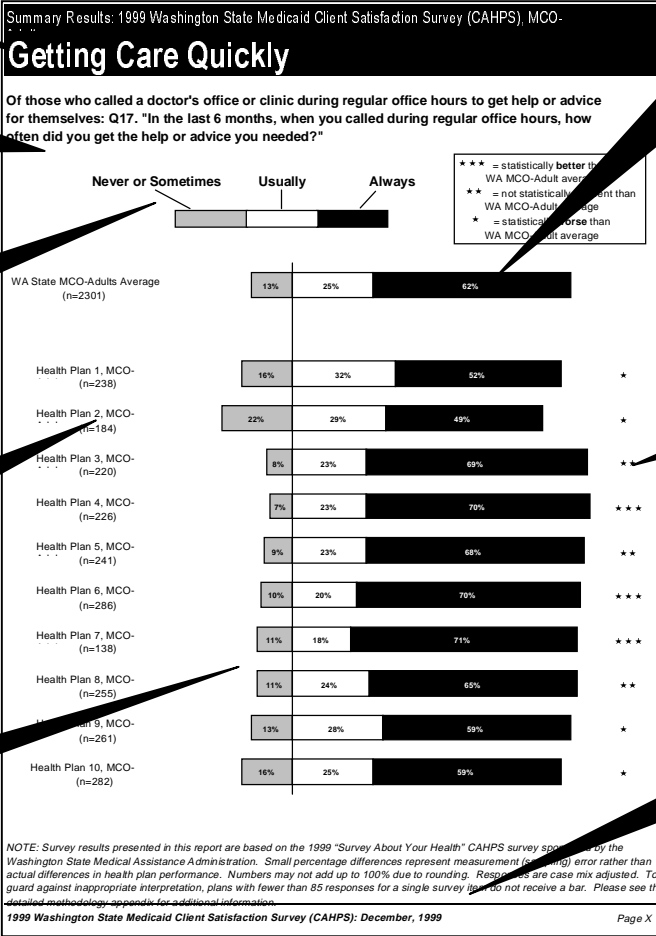 Summary Results: 1999 Washington State Medicaid Client Satisfaction Survey (CAHPS), MCO-
Getting Care Quickly
Of those who called a doctor's office or clinic during regular office hours to get help or advice
for themselves: Q17. "In the last 6 months, when you called during regular office hours, how
often did you get the help or advice you needed?"
★★★ = statistically better
WA MCO-Adult
★★ = not statistically than
WA MCO-Adult
★ = than
WA MCO- average
Never or Sometimes Usually Always
WA State MCO-Adults Average
(n=2301)
13% 25% 62%
Health Plan 1, MCO-
(n=238)
16% 32% 52% ★
Health Plan 2, MCO-
(n=184)
22% 29% 49% ★
Health Plan 3, MCO-
(n=220)
8% 23% 69% ★★
Health Plan 4, MCO-
(n=226)
7% 23% 70% ★★★
Health Plan 5, MCO-
(n=241)
9% 23% 68% ★★
Health Plan 6, MCO-
(n=286)
10% 20% 70% ★★★
Health Plan 7, MCO-
(n=138)
11% 18% 71% ★★★
Health Plan 8, MCO-
(n=255)
11% 24% 65% ★★
9, MCO-
(n=261)
13% 28% 59% ★
Health Plan 10, MCO-
(n=282)
16% 25% 59% ★
NOTE: Survey results presented in this report are based on the 1999 “Survey About Your Health” CAHPS survey by the
Washington State Medical Assistance Administration. Small percentage differences represent measurement error rather than
actual differences in health plan performance. Numbers may not add up to 100% due to rounding. are case mix adjusted. To
guard against inappropriate interpretation, plans with fewer than 85 responses for a single survey item do not receive a bar. Please see
detailed methodology appendix for additional information.
1999 Washington State Medicaid Client Satisfaction Survey (CAHPS): December, 1999 Page X